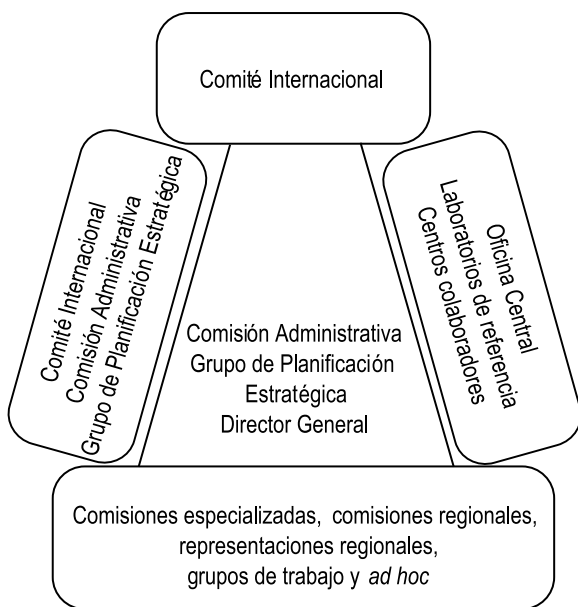 Comité Internacional
Comité Internacional
Comisión Administrativa
Grupo de Planificación Estratégica
Comisión Administrativa
Grupo de Planificación
Estratégica
Director General
Oficina Central
Laboratorios de referencia
Centros colaboradores
Comisiones especializadas, comisiones regionales,
representaciones regionales,
grupos de trabajo y ad hoc